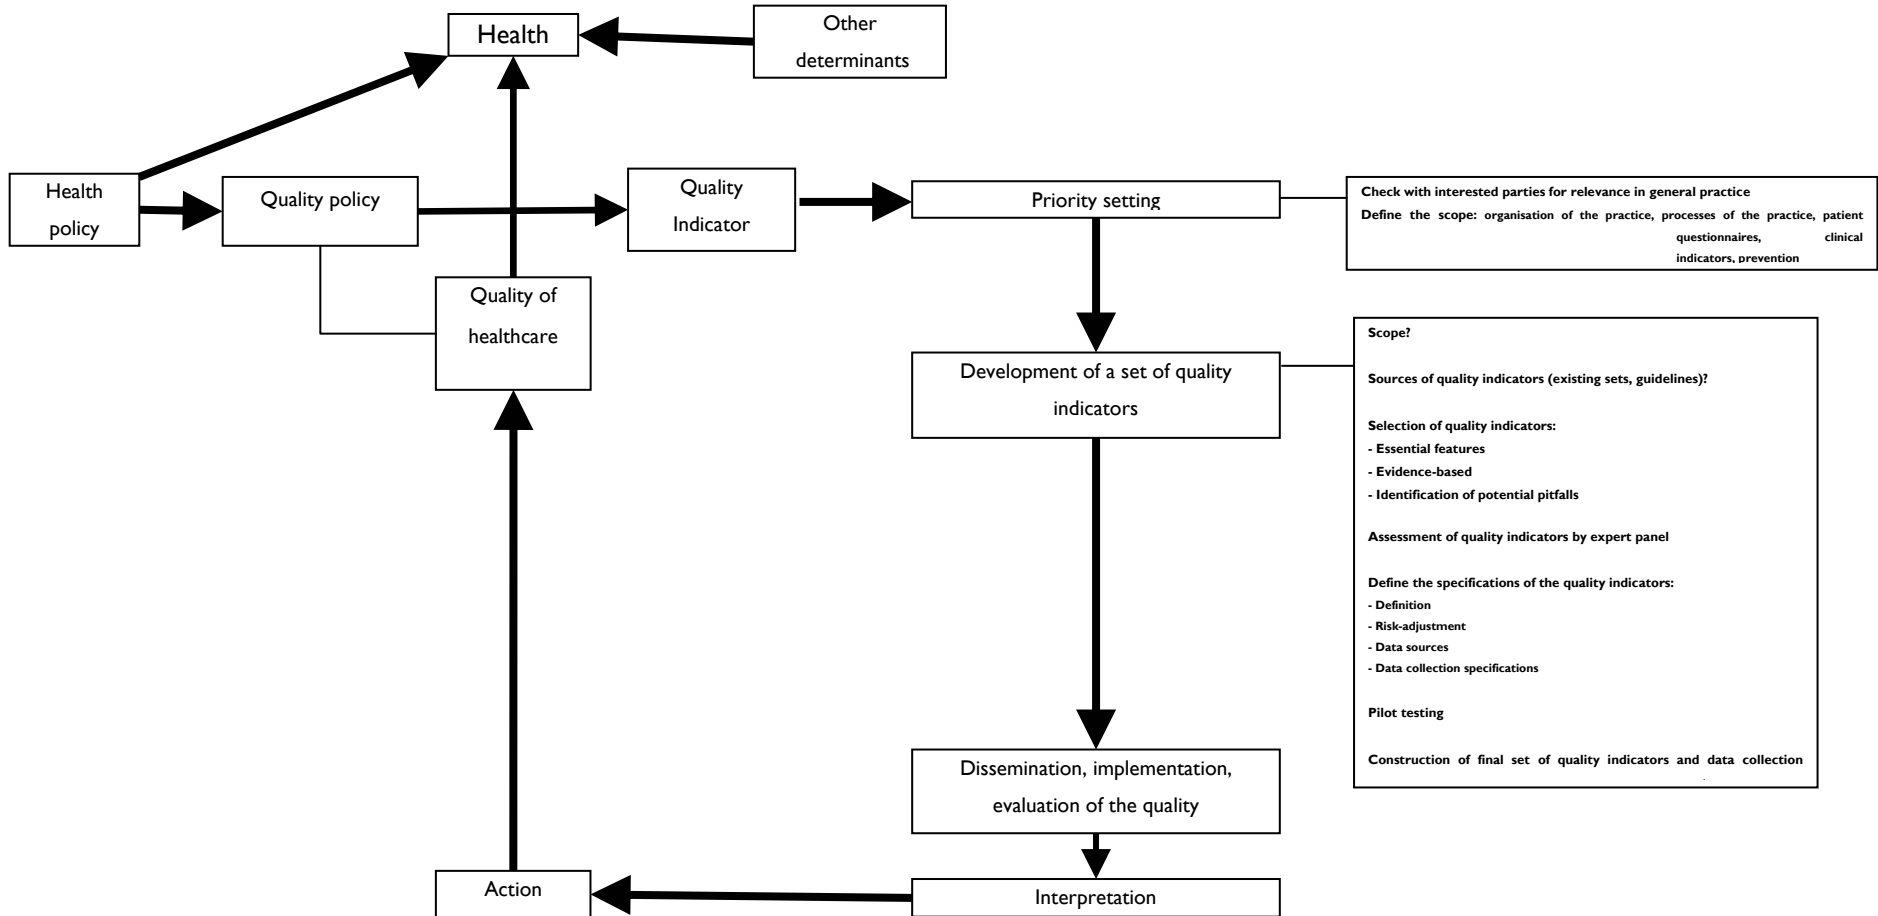 Health
Other
determinants
Health
policy
Quality policy
Quality
Indicator
Priority setting
Check with interested parties for relevance in general practice
Define the scope: organisation of the practice, processes of the practice, patient
questionnaires, clinical
indicators, prevention
Quality of
healthcare
Development of a set of quality
indicators
Scope?
Sources of quality indicators (existing sets, guidelines)?
Selection of quality indicators:
- Essential features
- Evidence-based
- Identification of potential pitfalls
Assessment of quality indicators by expert panel
Define the specifications of the quality indicators:
- Definition
- Risk-adjustment
- Data sources
- Data collection specifications
Pilot testing
Construction of final set of quality indicators and data collection
Dissemination, implementation,
evaluation of the quality
Action
Interpretation